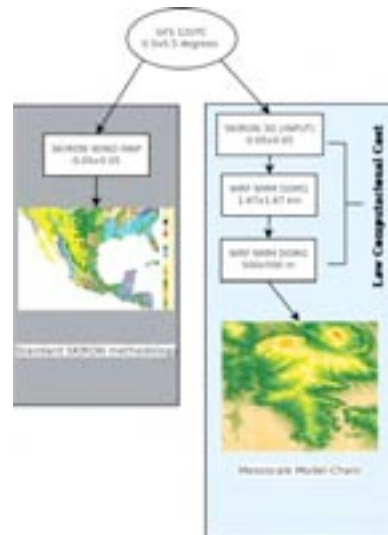 GFS 12UTC
0.5x0.5 degrees
SKIRON WIND MAP
0.05x0.05
Standard SKIRON methodology
SKIRON 3D (INPUT)
0.05x0.05
WRF NMM DOM1
1.67x1.67 km
WRF NMM DOM2
500x500 m
Low Computational Cost
Mesoscale Model Chain